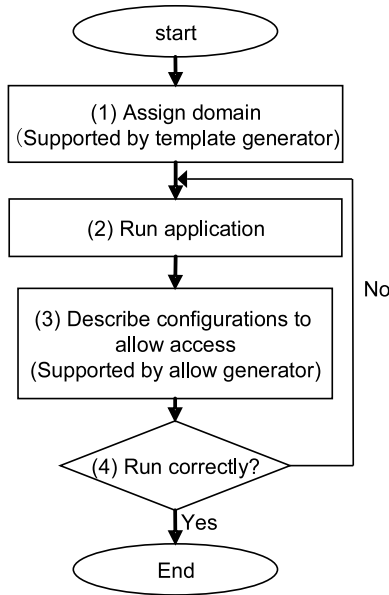 start
(1) Assign domain
(Supported by template generator)
(2) Run application
No
(3) Describe configurations to
allow access
(Supported by allow generator)
(4) Run correctly?
Yes
End